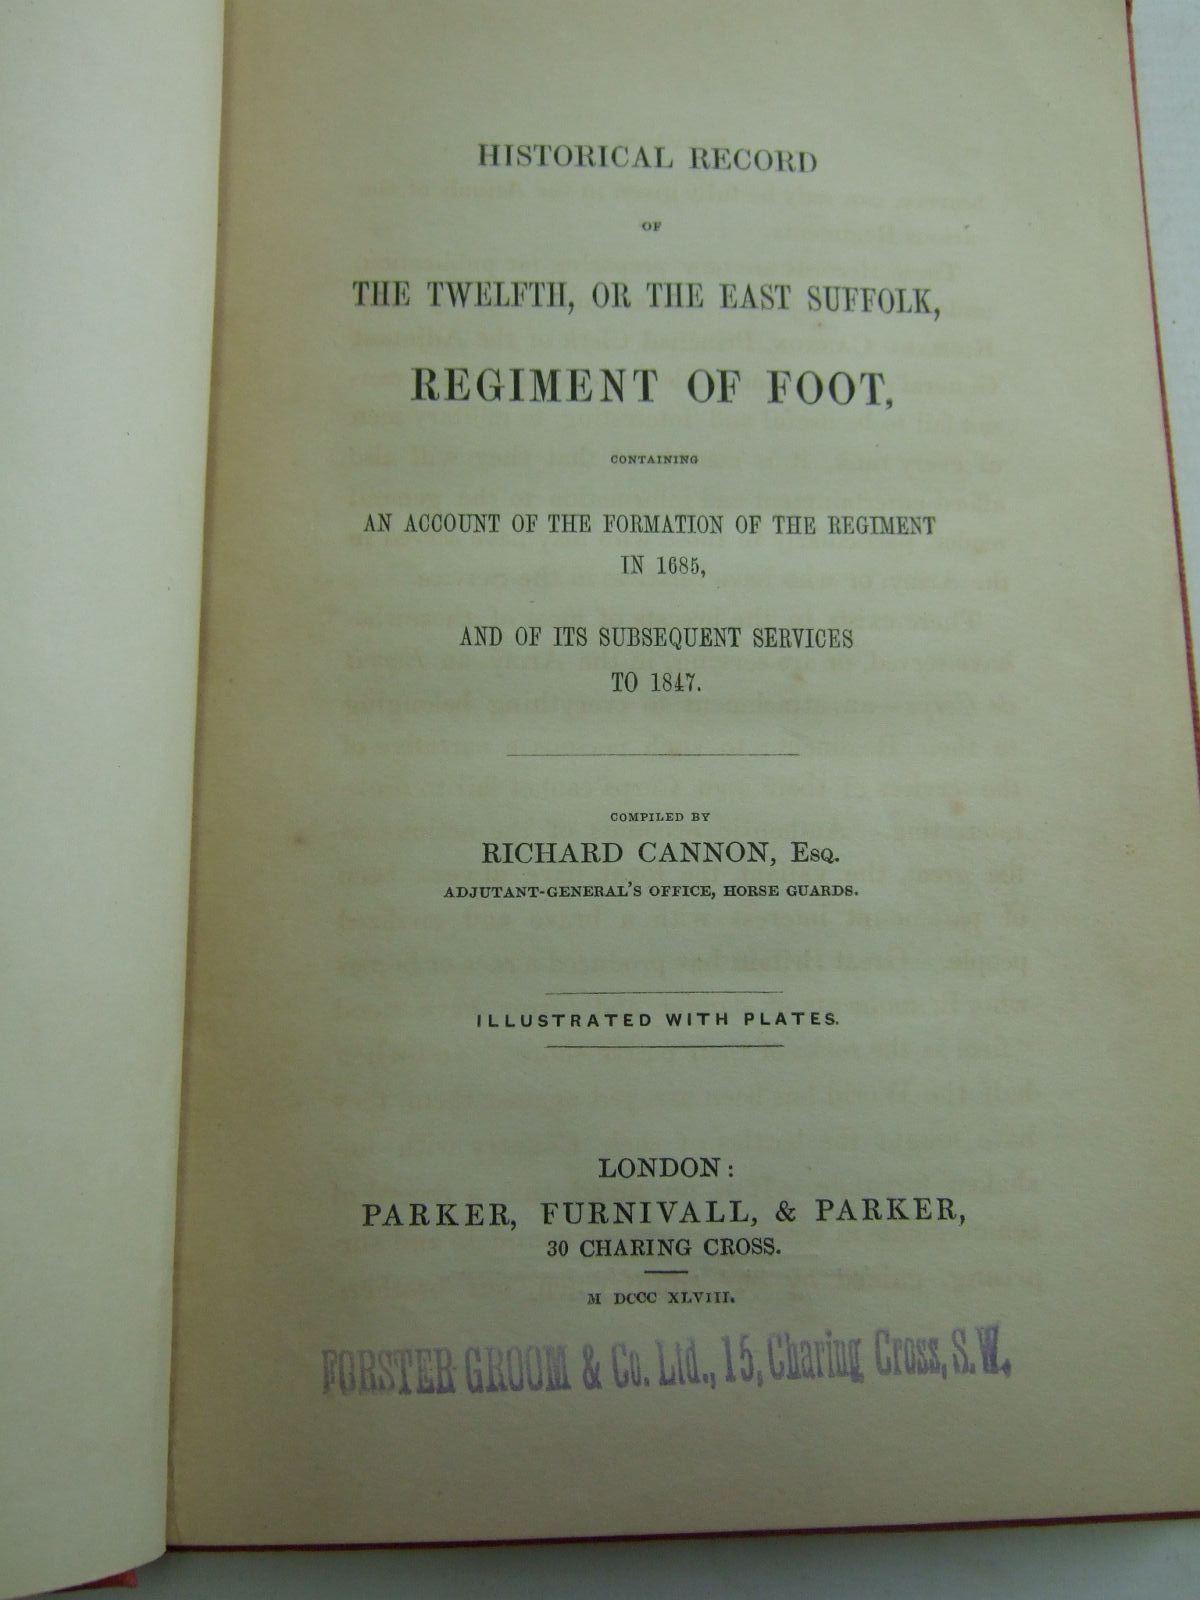 HISTORICAL RECORD
OF
THE TWELFTH, OR THE EAST SUFFOLK,
REGIMENT OF FOOT,
CONTAINING
AN ACCOUNT OF THE FORMATION OF THE REGIMENT
IN 1685,
AND OF ITS SUBSEQUENT SERVICES
TO 1847.
COMPILED BY
RICHARD CANNON, Esq.
ADJUTANT-GENERAL'S OFFICE, HORSE GUARDS.
ILLUSTRATED WITH PLATES.
LONDON:
PARKER, FURNIVALL, & PARKER,
30 CHARING CROSS.
M DCCC XLVIII.
FORSTER GROOM & Co. Ltd., 15, Charing Cross, S.W.